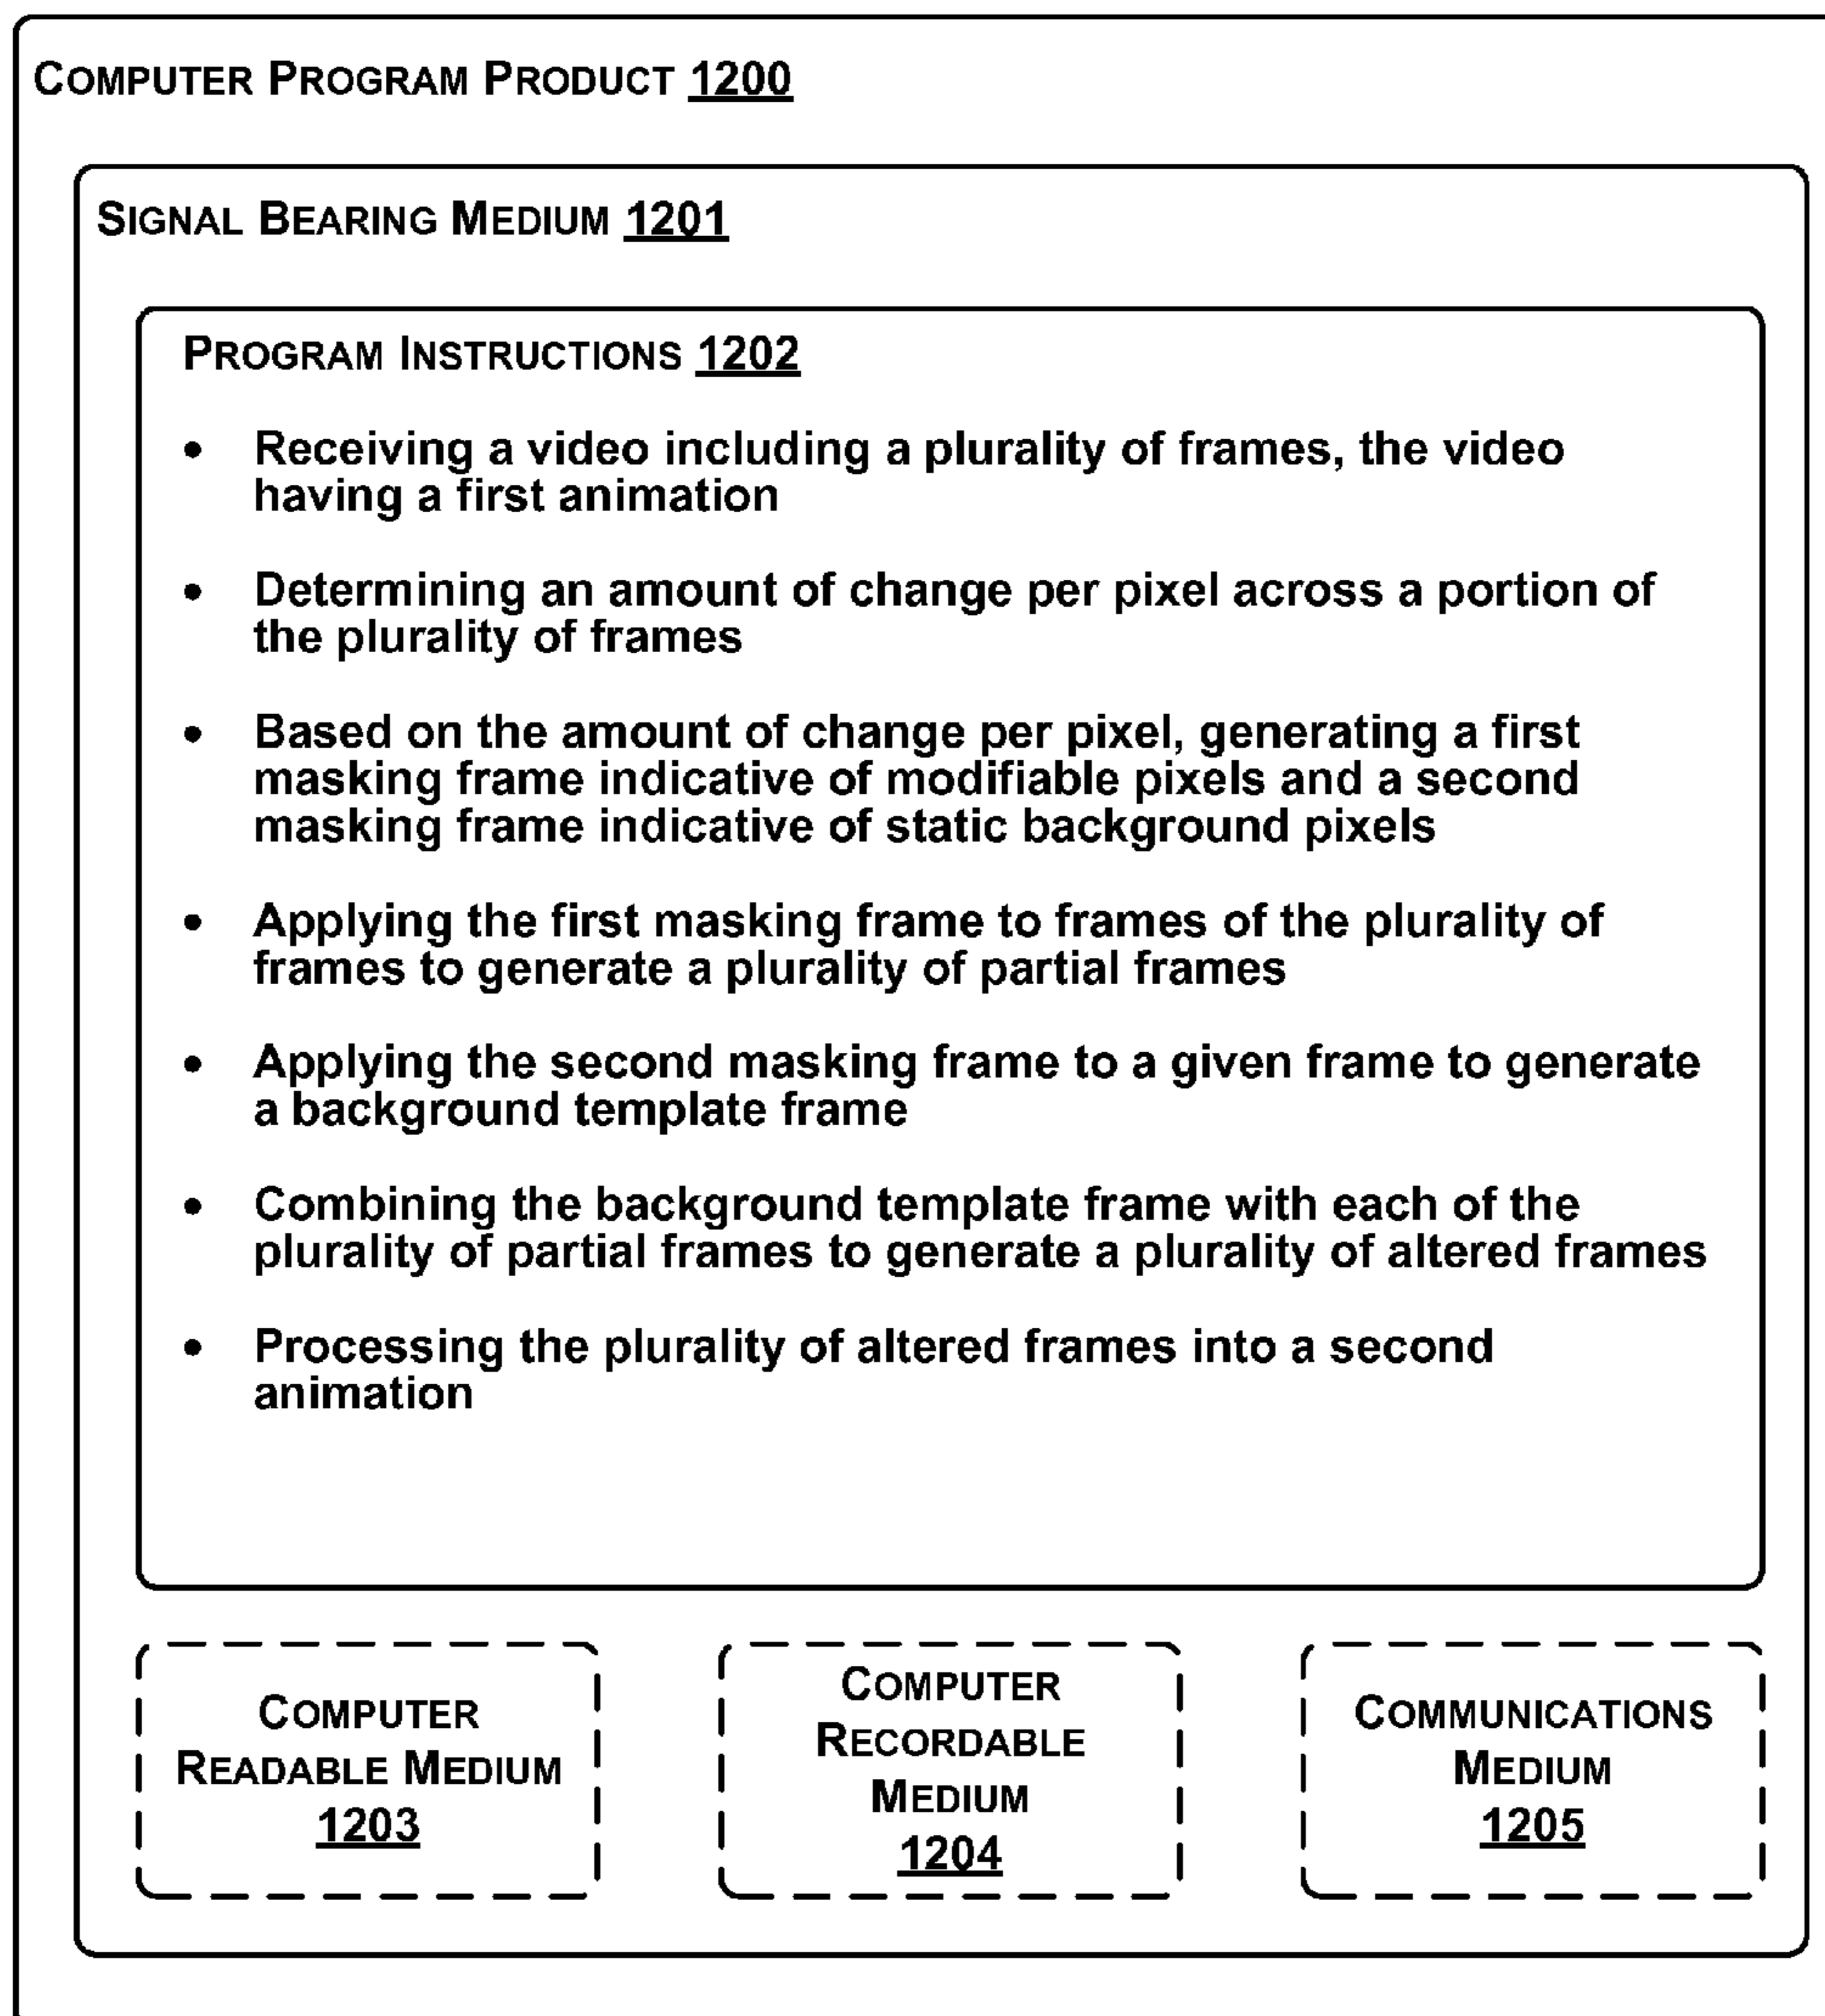 COMPUTER PROGRAM PRODUCT 1200
SIGNAL BEARING MEDIUM 1201
PROGRAM INSTRUCTIONS 1202
• Receiving a video including a plurality of frames, the video
having a first animation
• Determining an amount of change per pixel across a portion of
the plurality of frames
• Based on the amount of change per pixel, generating a first
masking frame indicative of modifiable pixels and a second
masking frame indicative of static background pixels
• Applying the first masking frame to frames of the plurality of
frames to generate a plurality of partial frames
• Applying the second masking frame to a given frame to generate
a background template frame
• Combining the background template frame with each of the
plurality of partial frames to generate a plurality of altered frames
• Processing the plurality of altered frames into a second
animation
COMPUTER
READABLE MEDIUM
1203
COMPUTER
RECORDABLE
MEDIUM
1204
COMMUNICATIONS
MEDIUM
1205